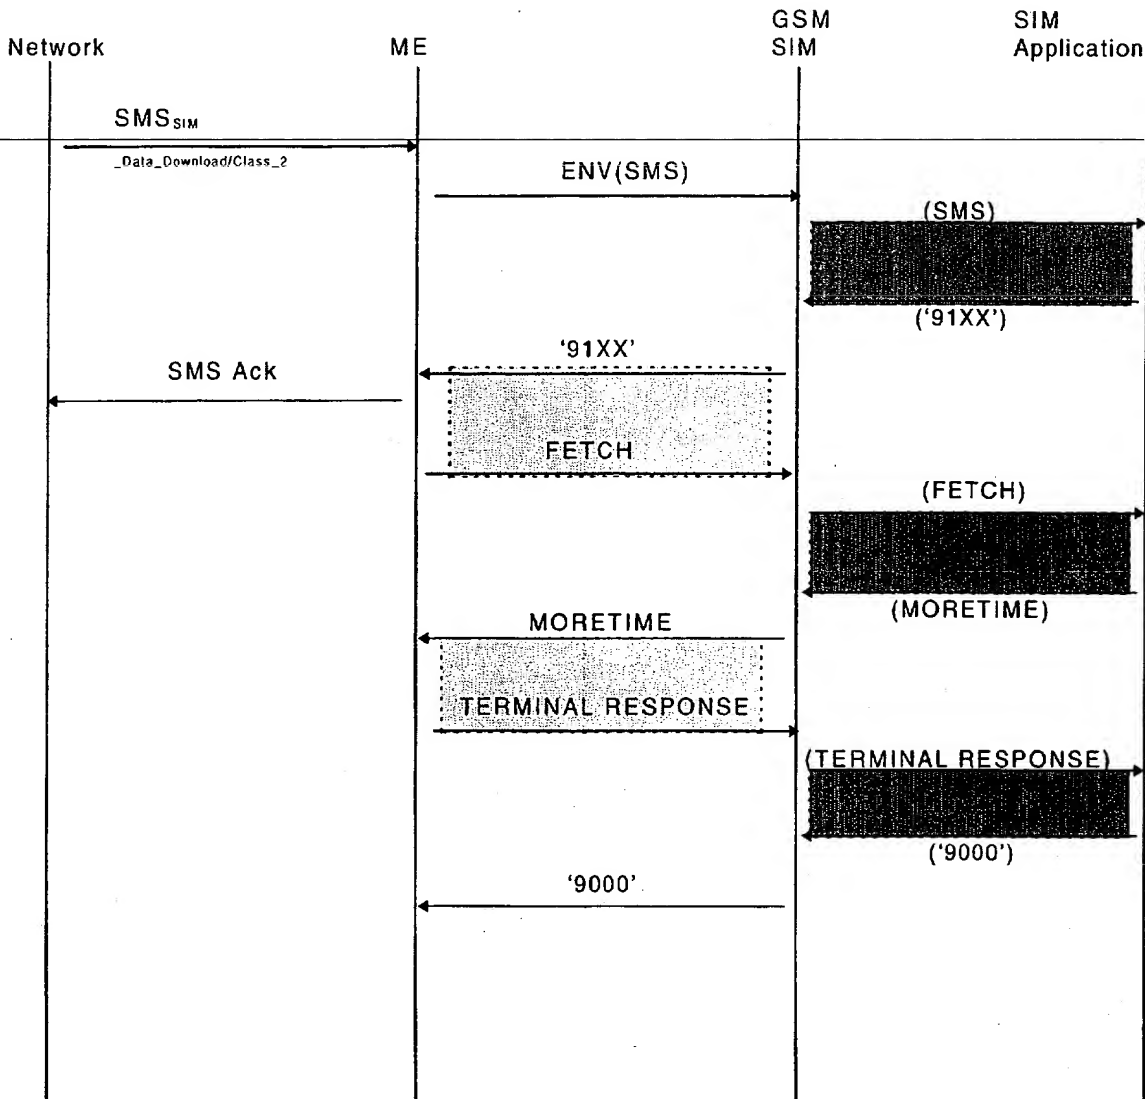 Network
ME
GSM
SIM
SIM
Application
SMSSIM
_Data_Download/Class_2
ENV(SMS)
(SMS)
('91XX')
'91XX'
SMS Ack
FETCH
(FETCH)
(MORETIME)
MORETIME
TERMINAL RESPONSE
(TERMINAL RESPONSE)
('9000')
'9000'